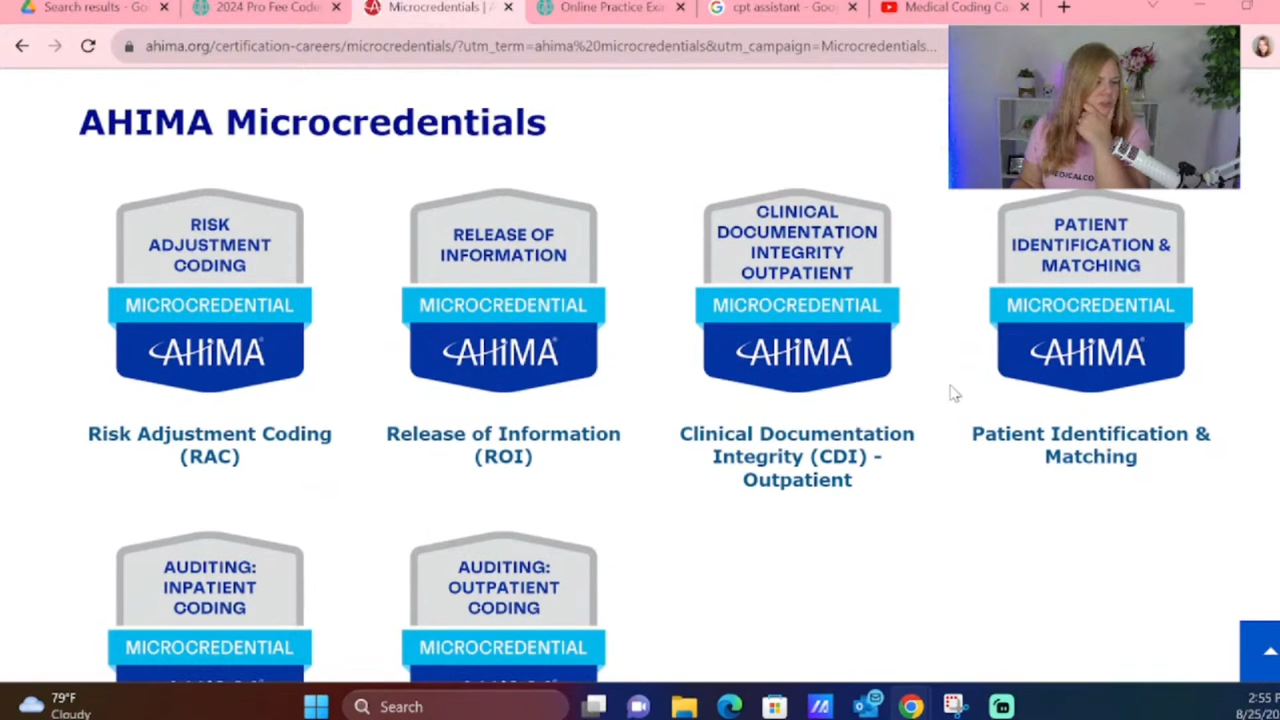 Search results - Go
2024 Pro Fee Code
Microcredentials | A
Online Practice Exa
cpt assistant - Goo
Medical Coding Ca
ahima.org/certification-careers/microcredentials/?utm_term=ahima%20microcredentials&utm_campaign=Microcredentials...
MEDICALCO
AHIMA Microcredentials
RISK
ADJUSTMENT
CODING
MICROCREDENTIAL
AHiMA
Risk Adjustment Coding
(RAC)
RELEASE OF
INFORMATION
MICROCREDENTIAL
AHiMA
Release of Information
(ROI)
CLINICAL
DOCUMENTATION
INTEGRITY
OUTPATIENT
MICROCREDENTIAL
AHiMA
Clinical Documentation
Integrity (CDI) -
Outpatient
PATIENT
IDENTIFICATION &
MATCHING
MICROCREDENTIAL
AHiMA
Patient Identification &
Matching
AUDITING:
INPATIENT
CODING
MICROCREDENTIAL
AUDITING:
OUTPATIENT
CODING
MICROCREDENTIAL
79°F
Cloudy
Search
2:55 P
8/25/20